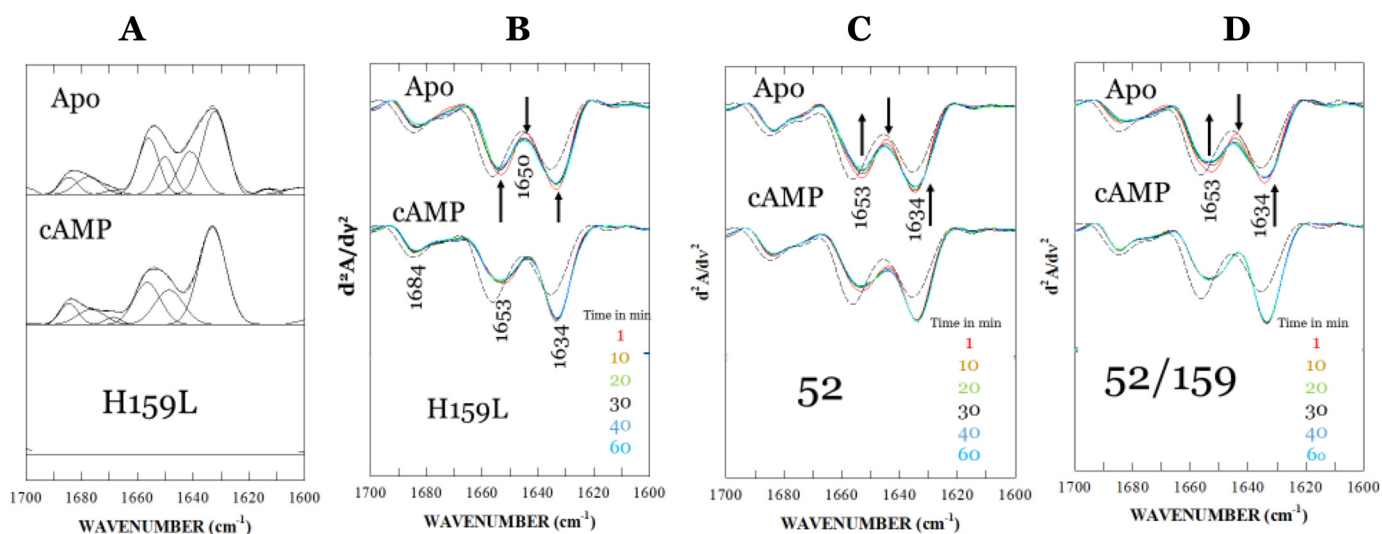 A
B
C
D
Apo
cAMP
H159L
1700 1680 1660 1640 1620 1600
WAVENUMBER (cm⁻¹)
Apo
1650
cAMP
1684
1653
1634
d²A/dγ²
Time in min
1
10
20
30
40
60
H159L
1700 1680 1660 1640 1620 1600
WAVENUMBER (cm⁻¹)
Apo
1653
1634
cAMP
d² A/dν²
Time in min
1
10
20
30
40
60
52
1700 1680 1660 1640 1620 1600
WAVENUMBER (cm⁻¹)
Apo
1653
1634
cAMP
d² A/dν²
Time in min
1
10
20
30
40
60
52/159
1700 1680 1660 1640 1620 1600
WAVENUMBER (cm⁻¹)